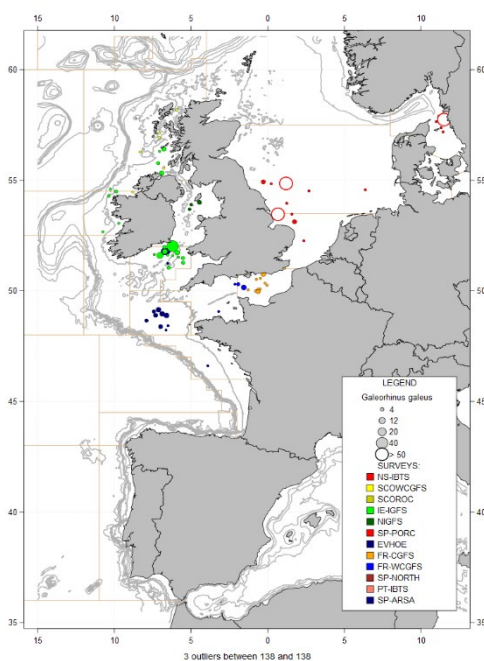 60
55
50
45
40
35
60
55
50
45
40
35
15 10 5 0 5 10
LEGEND
Galeorhinus galeus
4
12
20
40
> 50
SURVEYS:
NS-IBTS
SCOWCGFS
SCOROC
IE-IGFS
NIGFS
SP-PORC
EVHOE
FR-CGFS
FR-WCGFS
SP-NORTH
PT-IBTS
SP-ARSA
15 10 5 0 5 10
3 outliers between 138 and 138